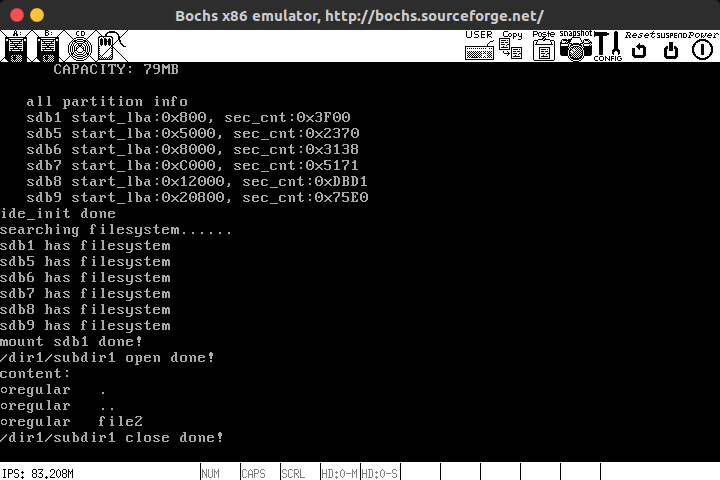 Bochs x86 emulator, http://bochs.sourceforge.net/
A: B: CD USER Copy Paste snapshot CONFIG Reset SUSPEND Power
CAPACITY: 79MB
all partition info
sdb1 start_lba:0x800, sec_cnt:0x3F00
sdb5 start_lba:0x5000, sec_cnt:0x2370
sdb6 start_lba:0x8000, sec_cnt:0x3138
sdb7 start_lba:0xC000, sec_cnt:0x5171
sdb8 start_lba:0x12000, sec_cnt:0xDBD1
sdb9 start_lba:0x20800, sec_cnt:0x75E0
ide_init done
searching filesystem......
sdb1 has filesystem
sdb5 has filesystem
sdb6 has filesystem
sdb7 has filesystem
sdb8 has filesystem
sdb9 has filesystem
mount sdb1 done!
/dir1/subdir1 open done!
content:
○regular   .
○regular   ..
○regular   file2
/dir1/subdir1 close done!
IPS: 83.208M NUM CAPS SCRL HD:0-M HD:0-S